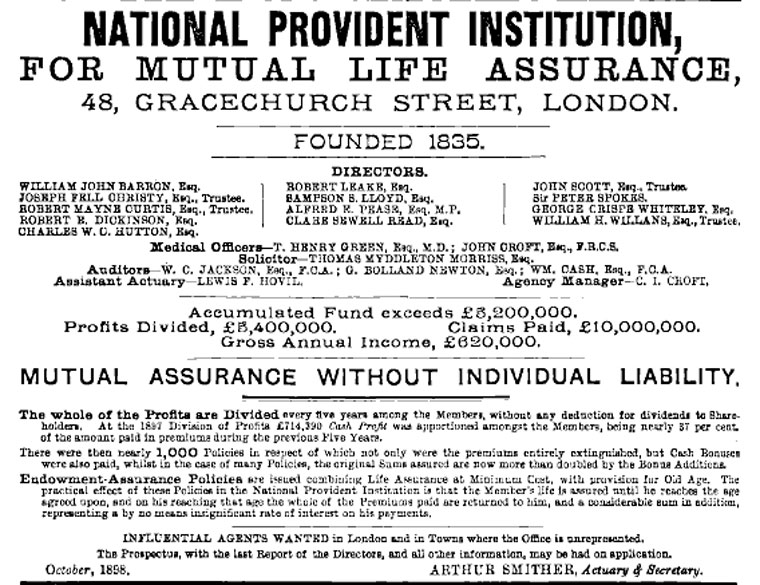 NATIONAL PROVIDENT INSTITUTION,
FOR MUTUAL LIFE ASSURANCE,
48, GRACECHURCH STREET, LONDON.
FOUNDED 1835.
DIRECTORS.
WILLIAM JOHN BARRON, Esq.
JOSEPH FELL CHRISTY, Esq., Trustee.
ROBERT MAYNE CURTIS, Esq., Trustee.
ROBERT E. DICKINSON, Esq.
CHARLES W. C. HUTTON, Esq.
ROBERT LEAKE, Esq.
SAMPSON S. LLOYD, Esq.
ALFRED E. PEASE, Esq. M.P.
CLARE SEWELL READ, Esq.
JOHN SCOTT, Esq., Trustee.
Sir PETER SPOKES.
GEORGE CRISPE WHITELEY, Esq.
WILLIAM H. WILLANS, Esq., Trustee.
Medical Officers—T. HENRY GREEN, Esq., M.D.; JOHN CROFT, Esq., F.R.C.S.
Solicitor—THOMAS MYDDLETON MORRISS, Esq.
Auditors—W. C. JACKSON, Esq., F.C.A.; G. BOLLAND NEWTON, Esq.; WM. CASH, Esq., F.C.A.
Assistant Actuary—LEWIS F. HOVIL. Agency Manager—C. I. CROFT.
Accumulated Fund exceeds £5,200,000.
Profits Divided, £5,400,000. Claims Paid, £10,000,000.
Gross Annual Income, £620,000.
MUTUAL ASSURANCE WITHOUT INDIVIDUAL LIABILITY.
The whole of the Profits are Divided every five years among the Members, without any deduction for dividends to Share-
holders. At the 1897 Division of Profits £714,390 Cash Profit was apportioned amongst the Members, being nearly 37 per cent.
of the amount paid in premiums during the previous Five Years.
There were then nearly 1,000 Policies in respect of which not only were the premiums entirely extinguished, but Cash Bonuses
were also paid, whilst in the case of many Policies, the original Sums assured are now more than doubled by the Bonus Additions.
Endowment-Assurance Policies are issued combining Life Assurance at Minimum Cost, with provision for Old Age. The
practical effect of these Policies in the National Provident Institution is that the Member's life is assured until he reaches the age
agreed upon, and on his reaching that age the whole of the Premiums paid are returned to him, and a considerable sum in addition,
representing a by no means insignificant rate of interest on his payments.
INFLUENTIAL AGENTS WANTED in London and in Towns where the Office is unrepresented.
The Prospectus, with the last Report of the Directors, and all other information, may be had on application.
October, 1898. ARTHUR SMITHER, Actuary & Secretary.